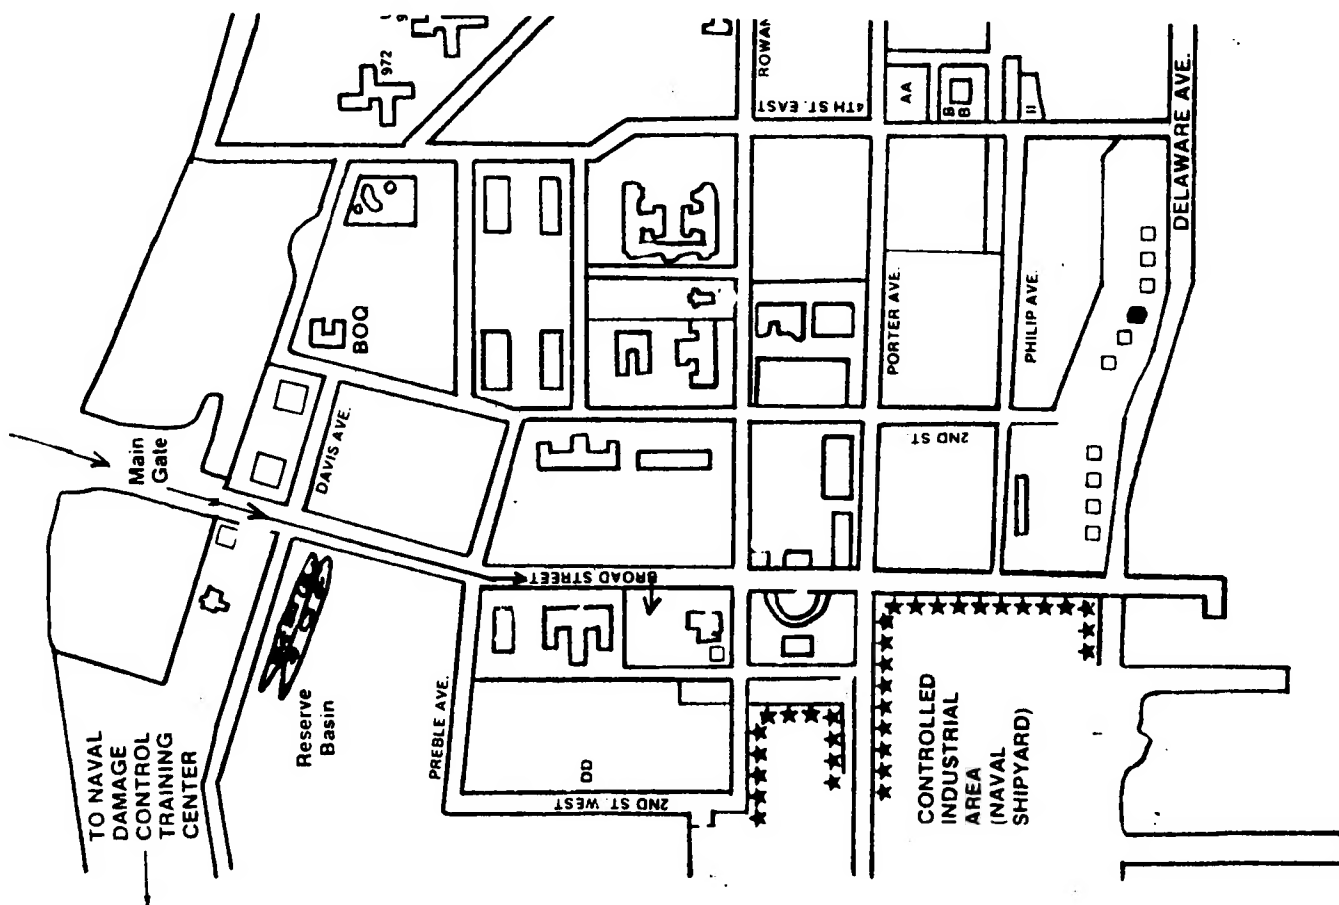 972
ROWAN
4TH ST. EAST
AA
B
B
II
DELAWARE AVE.
BOQ
PORTER AVE.
PHILIP AVE.
Main
Gate
DAVIS AVE.
2ND ST.
BROAD STREET
Reserve
Basin
PREBLE AVE.
DD
2ND ST. WEST
CONTROLLED
INDUSTRIAL
AREA
(NAVAL
SHIPYARD)
TO NAVAL
DAMAGE
CONTROL
TRAINING
CENTER